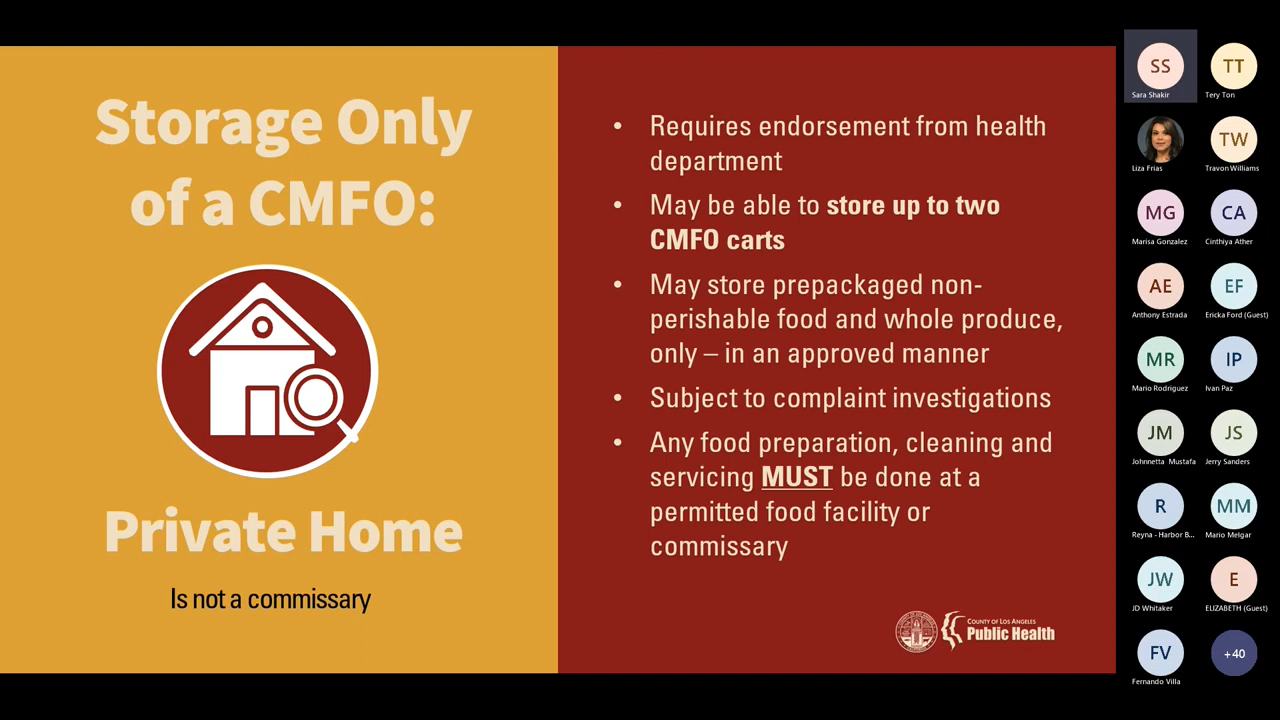 Storage Only
of a CMFO:
Private Home
Is not a commissary
• Requires endorsement from health
department
• May be able to store up to two
CMFO carts
• May store prepackaged non-
perishable food and whole produce,
only – in an approved manner
• Subject to complaint investigations
• Any food preparation, cleaning and
servicing MUST be done at a
permitted food facility or
commissary
COUNTY OF LOS ANGELES
Public Health
SS
Sara Shakir
TT
Tery Ton
Liza Frias
TW
Travon Williams
MG
Marisa Gonzalez
CA
Cinthiya Ather
AE
Anthony Estrada
EF
Ericka Ford (Guest)
MR
Mario Rodriguez
IP
Ivan Paz
JM
Johnnetta Mustafa
JS
Jerry Sanders
R
Reyna - Harbor B...
MM
Mario Melgar
JW
JD Whitaker
E
ELIZABETH (Guest)
FV
Fernando Villa
+40